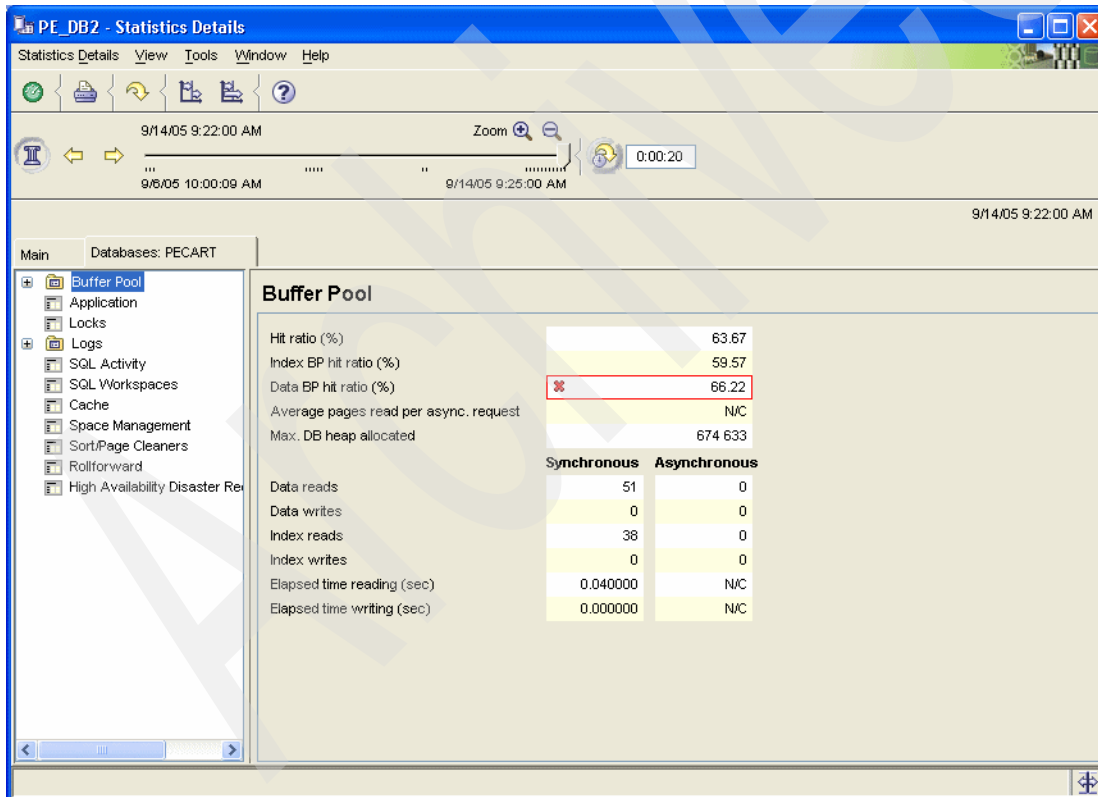 PE_DB2 - Statistics Details
Statistics Details View Tools Window Help
9/14/05 9:22:00 AM Zoom
0:00:20
9/6/05 10:00:09 AM 9/14/05 9:25:00 AM
9/14/05 9:22:00 AM
Main Databases: PECART
Buffer Pool
Application
Locks
Logs
SQL Activity
SQL Workspaces
Cache
Space Management
Sort/Page Cleaners
Rollforward
High Availability Disaster Re
Buffer Pool
Hit ratio (%) 63.67
Index BP hit ratio (%) 59.57
Data BP hit ratio (%) 66.22
Average pages read per async. request N/C
Max. DB heap allocated 674 633
Synchronous Asynchronous
Data reads 51 0
Data writes 0 0
Index reads 38 0
Index writes 0 0
Elapsed time reading (sec) 0.040000 N/C
Elapsed time writing (sec) 0.000000 N/C